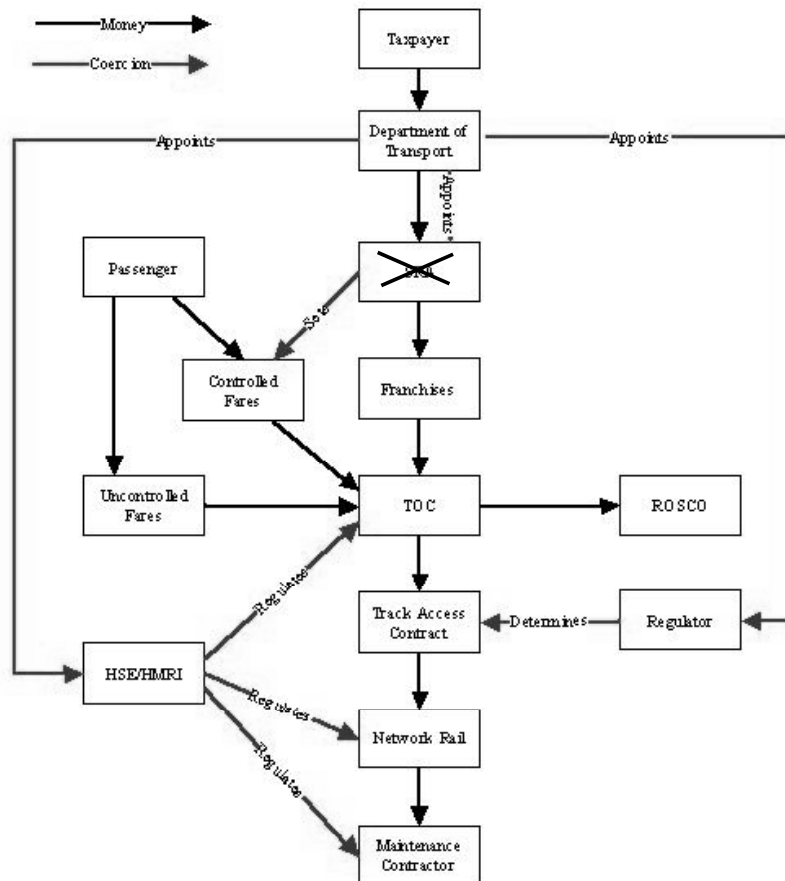 Money
Taxpayer
Coercion
Department of
Transport
Appoints
Appoints
Appoints
Passenger
Sets
Controlled
Fares
Franchises
Uncontrolled
Fares
TOC
ROSCO
Regulates
Track Access
Contract
Determines
Regulator
HSE/HMRI
Regulates
Network Rail
Regulates
Maintenance
Contractor